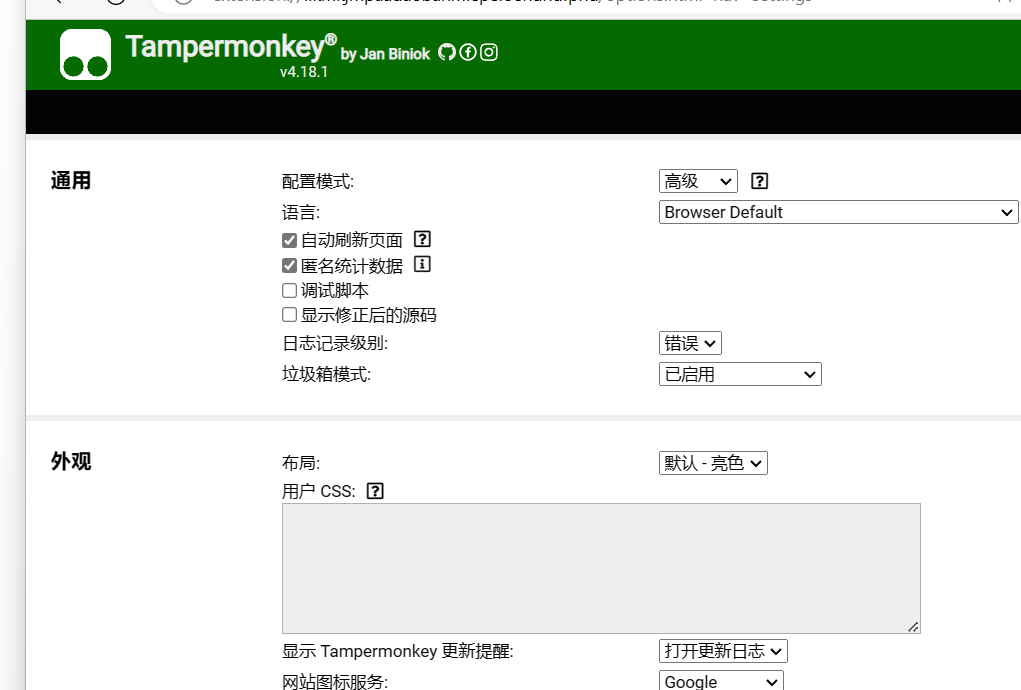 Tampermonkey® by Jan Biniok
v4.18.1
通用
配置模式:
高级
语言:
Browser Default
自动刷新页面
匿名统计数据
调试脚本
显示修正后的源码
日志记录级别:
错误
垃圾箱模式:
已启用
外观
布局:
默认 - 亮色
用户 CSS:
显示 Tampermonkey 更新提醒:
打开更新日志
网站图标服务:
Google